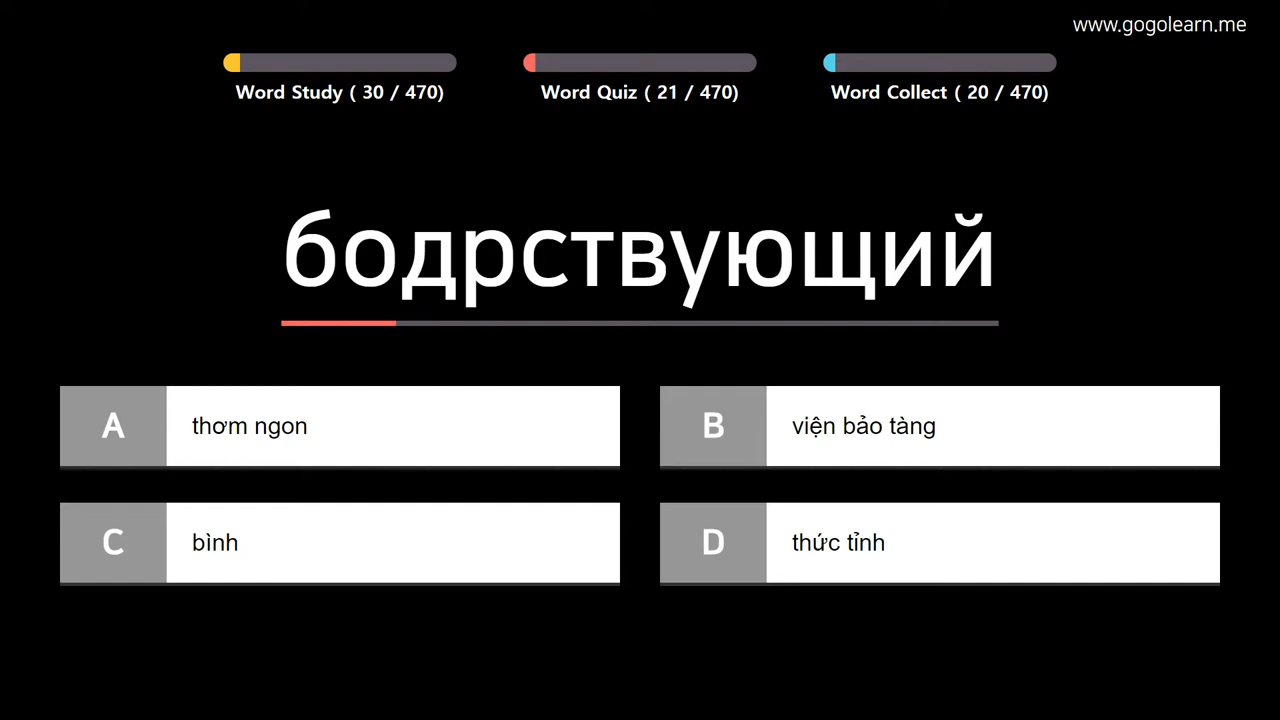 www.gogolearn.me
Word Study ( 30 / 470)
Word Quiz ( 21 / 470)
Word Collect ( 20 / 470)
бодрствующий
A thơm ngon
B viện bảo tàng
C bình
D thức tỉnh